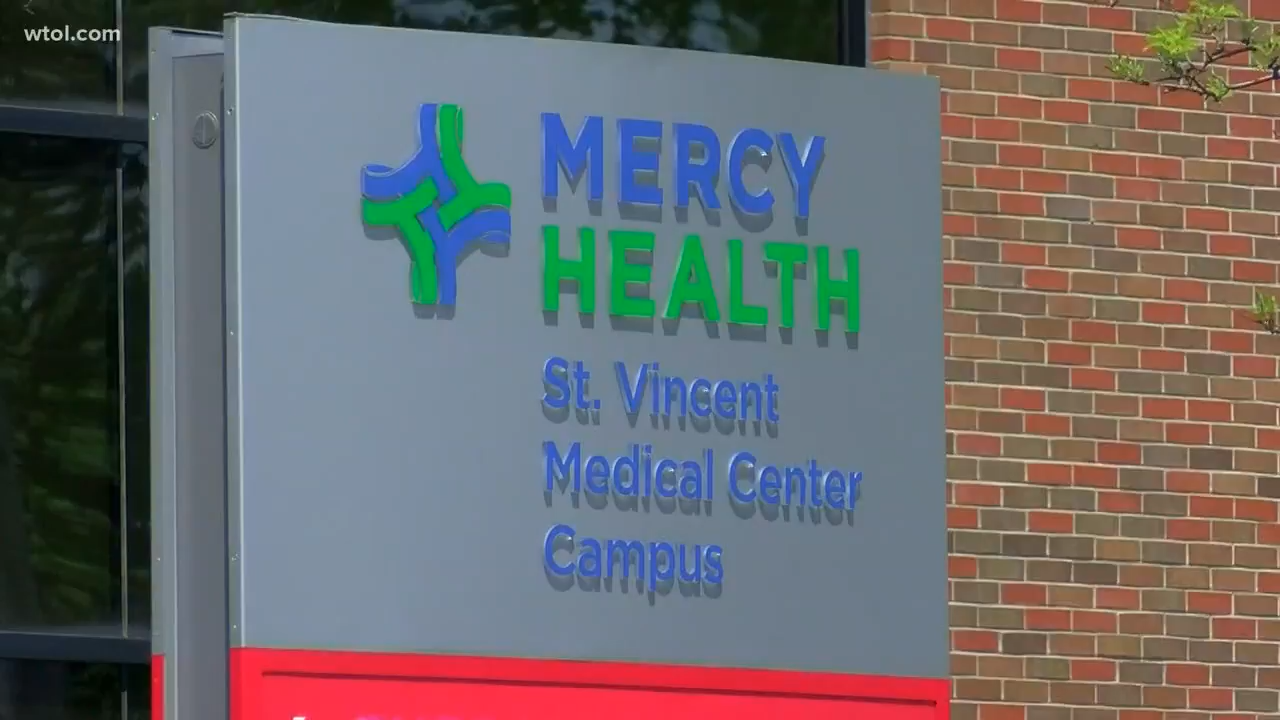 wtol.com
MERCY
HEALTH
St. Vincent
Medical Center
Campus